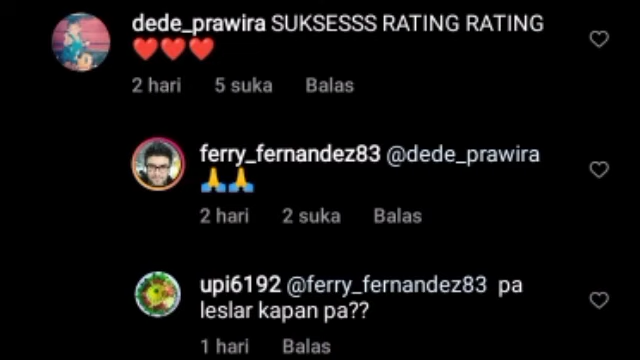 dede_prawira SUKSESSS RATING RATING
❤️❤️❤️
2 hari 5 suka Balas
ferry_fernandez83 @dede_prawira
🙏🙏
2 hari 2 suka Balas
upi6192 @ferry_fernandez83 pa
leslar kapan pa??
1 hari Balas